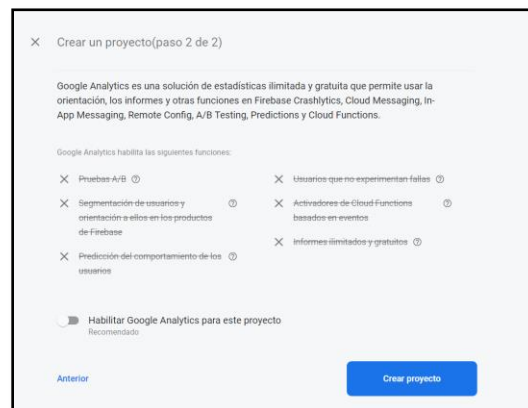 Crear un proyecto(paso 2 de 2)
Google Analytics es una solución de estadísticas ilimitada y gratuita que permite usar la
orientación, los informes y otras funciones en Firebase Crashlytics, Cloud Messaging, In-
App Messaging, Remote Config, A/B Testing, Predictions y Cloud Functions.
Google Analytics habilita las siguientes funciones:
Pruebas A/B
Segmentación de usuarios y
orientación a ellos en los productos
de Firebase
Predicción del comportamiento de los
usuarios
Usuarios que no experimentan fallas
Activadores de Cloud Functions
basados en eventos
Informes ilimitados y gratuitos
Habilitar Google Analytics para este proyecto
Recomendado
Anterior
Crear proyecto